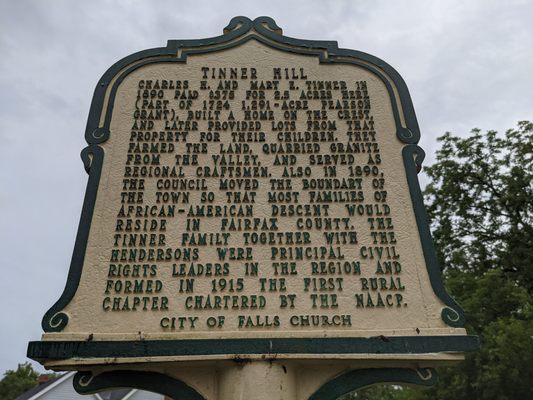 TINNER HILL
CHARLES H. AND MARY E. TINNER IN
1890 PAID $375 FOR 2.5 ACRES HERE
(PART OF 1724 1,291-ACRE PEARSON
GRANT), BUILT A HOME ON THE CREST,
AND LATER PROVIDED LOTS FROM THAT
PROPERTY FOR THEIR CHILDREN. THEY
FARMED THE LAND, QUARRIED GRANITE
FROM THE VALLEY, AND SERVED AS
REGIONAL CRAFTSMEN. ALSO IN 1890,
THE COUNCIL MOVED THE BOUNDARY OF
THE TOWN SO THAT MOST FAMILIES OF
AFRICAN-AMERICAN DESCENT WOULD
RESIDE IN FAIRFAX COUNTY. THE
TINNER FAMILY TOGETHER WITH THE
HENDERSONS WERE PRINCIPAL CIVIL
RIGHTS LEADERS IN THE REGION AND
FORMED IN 1915 THE FIRST RURAL
CHAPTER CHARTERED BY THE NAACP.
CITY OF FALLS CHURCH